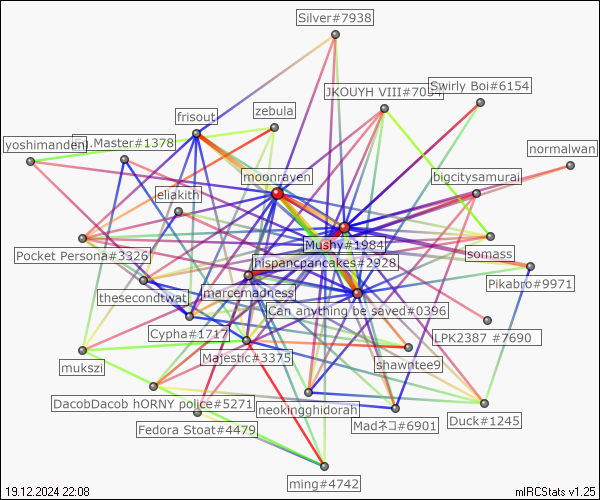 Silver#7938
JKOUYH VIII#7054
Swirly Boi#6154
frisout
zebula
yoshimandery
Master#1378
normalwan
moonraven
bigcitysamurai
eliakith
Mushy#1984
Pocket Persona#3326
somass
hispancpancakes#2928
Pikabro#9971
thesecondtwat
marcemadness
Can anything be saved#0396
Cypha#1717
LPK2387 #7690
Majestic#3375
mukszi
shawntee9
DacobDacob hORNY police#5271
neokingghidorah
Duck#1245
Fedora Stoat#4479
Madネコ#6901
ming#4742
19.12.2024 22:08
mIRCStats v1.25